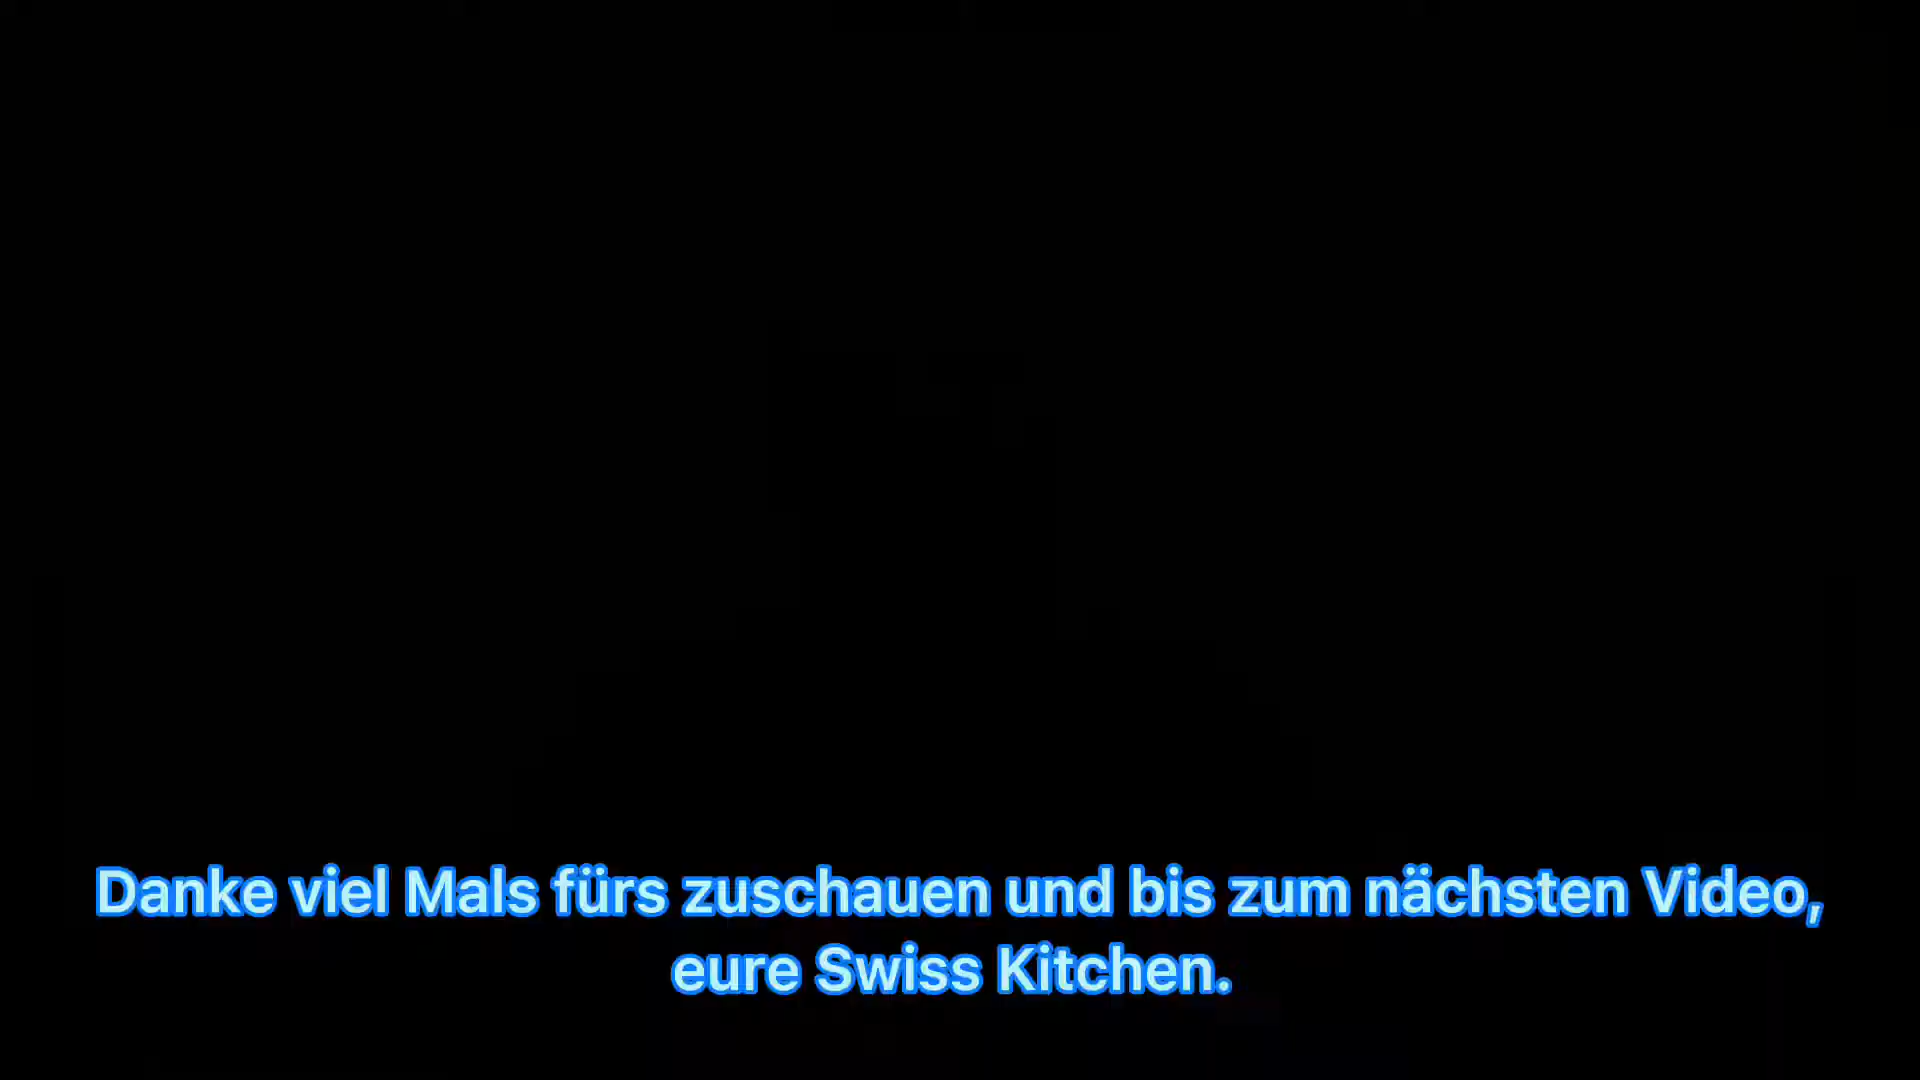 Danke viel Mals fürs zuschauen und bis zum nächsten Video,
eure Swiss Kitchen.